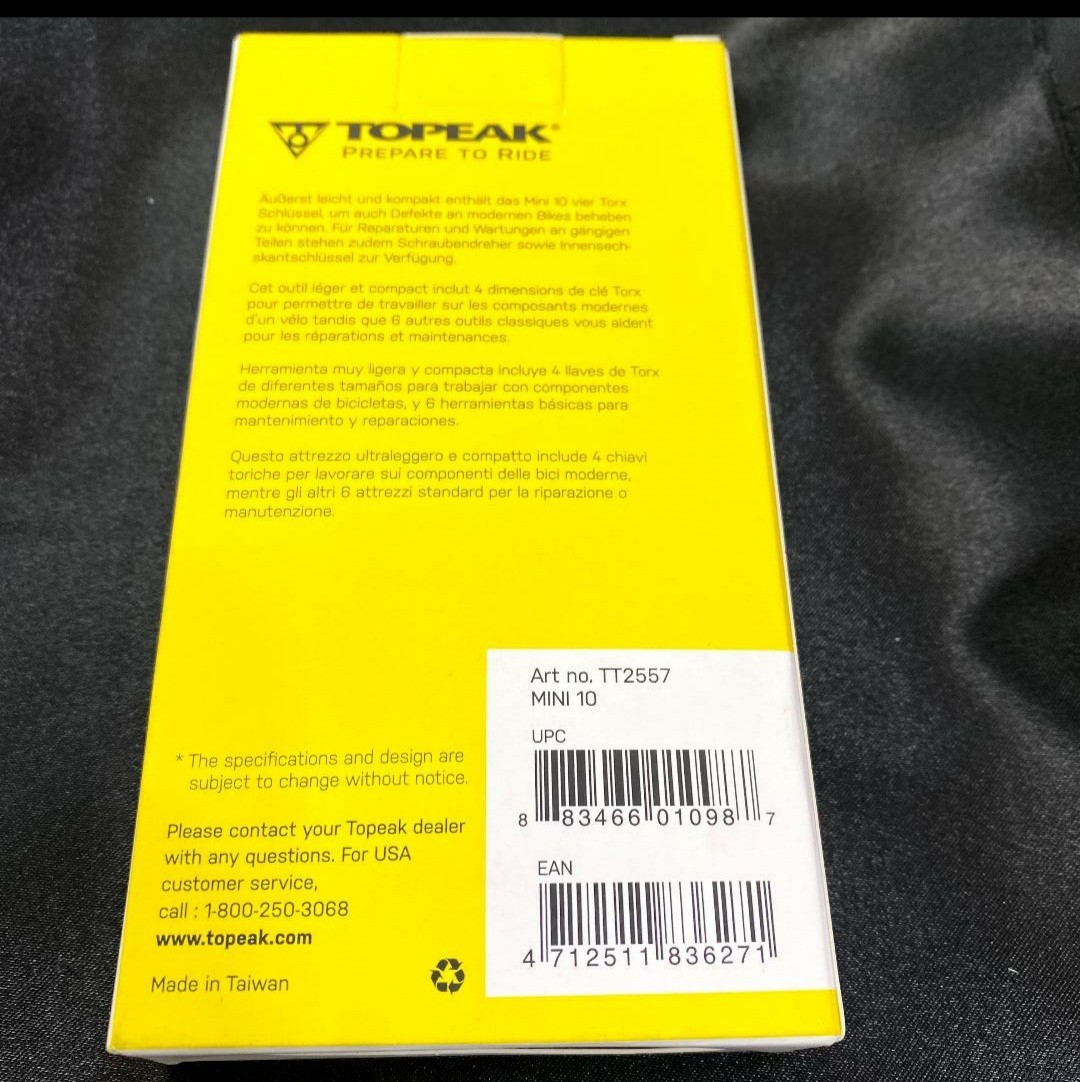 TOPEAK®
PREPARE TO RIDE
Äußerst leicht und kompakt enthält das Mini 10 vier Torx
Schlüssel, um auch Defekte an modernen Bikes beheben
zu können. Für Reparaturen und Wartungen an gängigen
Teilen stehen zudem Schraubendreher sowie Innensech-
skantschlüssel zur Verfügung.
Cet outil léger et compact inclut 4 dimensions de clé Torx
pour permettre de travailler sur les composants modernes
d'un vélo tandis que 6 autres outils classiques vous aident
pour les réparations et maintenances.
Herramienta muy ligera y compacta incluye 4 llaves de Torx
de diferentes tamaños para trabajar con componentes
modernas de bicicletas, y 6 herramientas básicas para
mantenimiento y reparaciones.
Questo attrezzo ultraleggero e compatto include 4 chiavi
toriche per lavorare sui componenti delle bici moderne,
mentre gli altri 6 attrezzi standard per la riparazione o
manutenzione.
Art no. TT2557
MINI 10
UPC
8 83466 01098 7
EAN
4 712511 836271
* The specifications and design are
subject to change without notice.
Please contact your Topeak dealer
with any questions. For USA
customer service,
call : 1-800-250-3068
www.topeak.com
Made in Taiwan